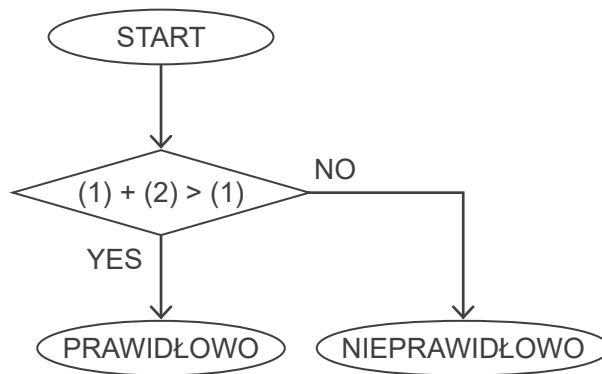 START
(1) + (2) > (1)
NO
YES
PRAWIDŁOWO
NIEPRAWIDŁOWO